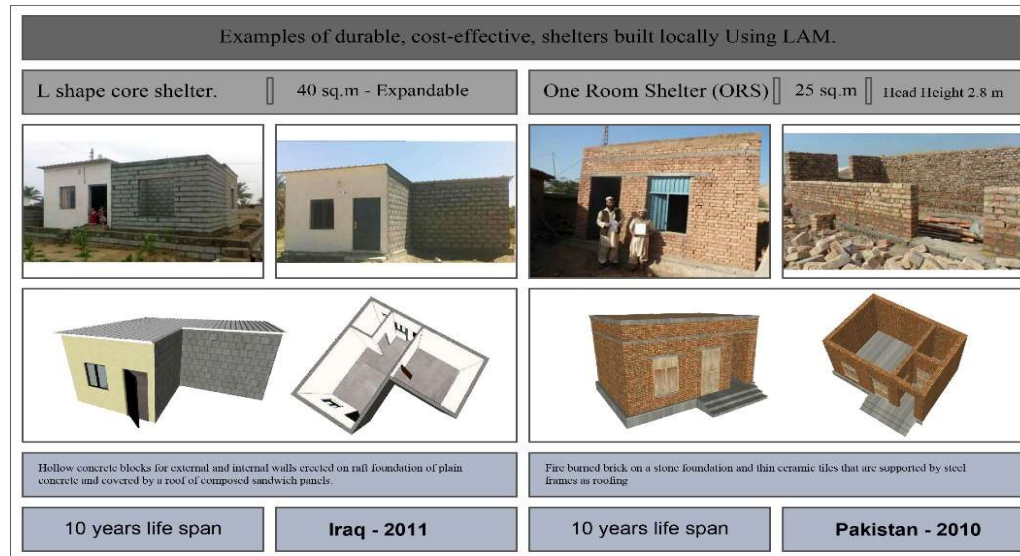 Examples of durable, cost-effective, shelters built locally Using LAM.
L shape core shelter.
40 sq.m - Expandable
One Room Shelter (ORS)
25 sq.m
Head Height 2.8 m
Hollow concrete blocks for external and internal walls erected on raft foundation of plain
concrete and covered by a roof of composed sandwich panels.
Fire burned brick on a stone foundation and thin ceramic tiles that are supported by steel
frames as roofing
10 years life span
Iraq - 2011
10 years life span
Pakistan - 2010